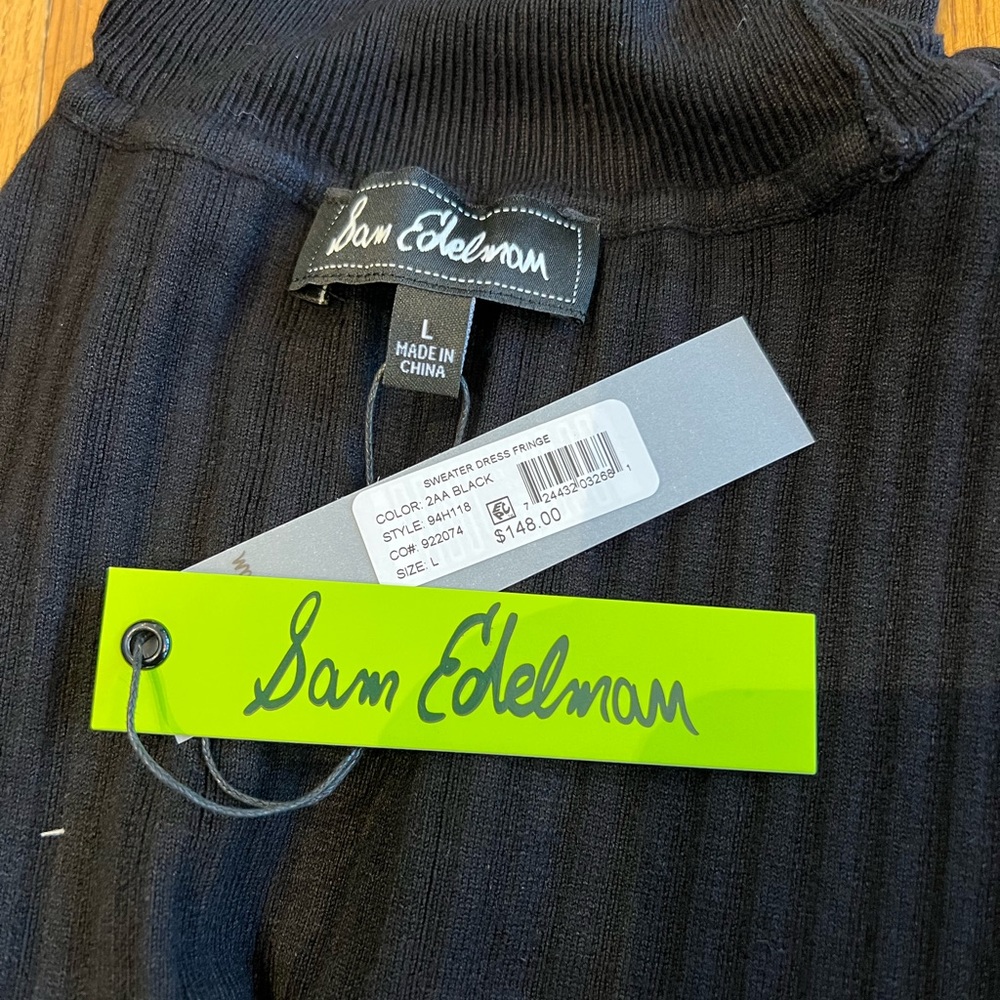 Sam Edelman
L
MADE IN
CHINA
SWEATER DRESS FRINGE
COLOR: 2AA BLACK
STYLE: 94H118
CO#: 922074
SIZE: L
7 24432 03268 1
$148.00
Sam Edelman